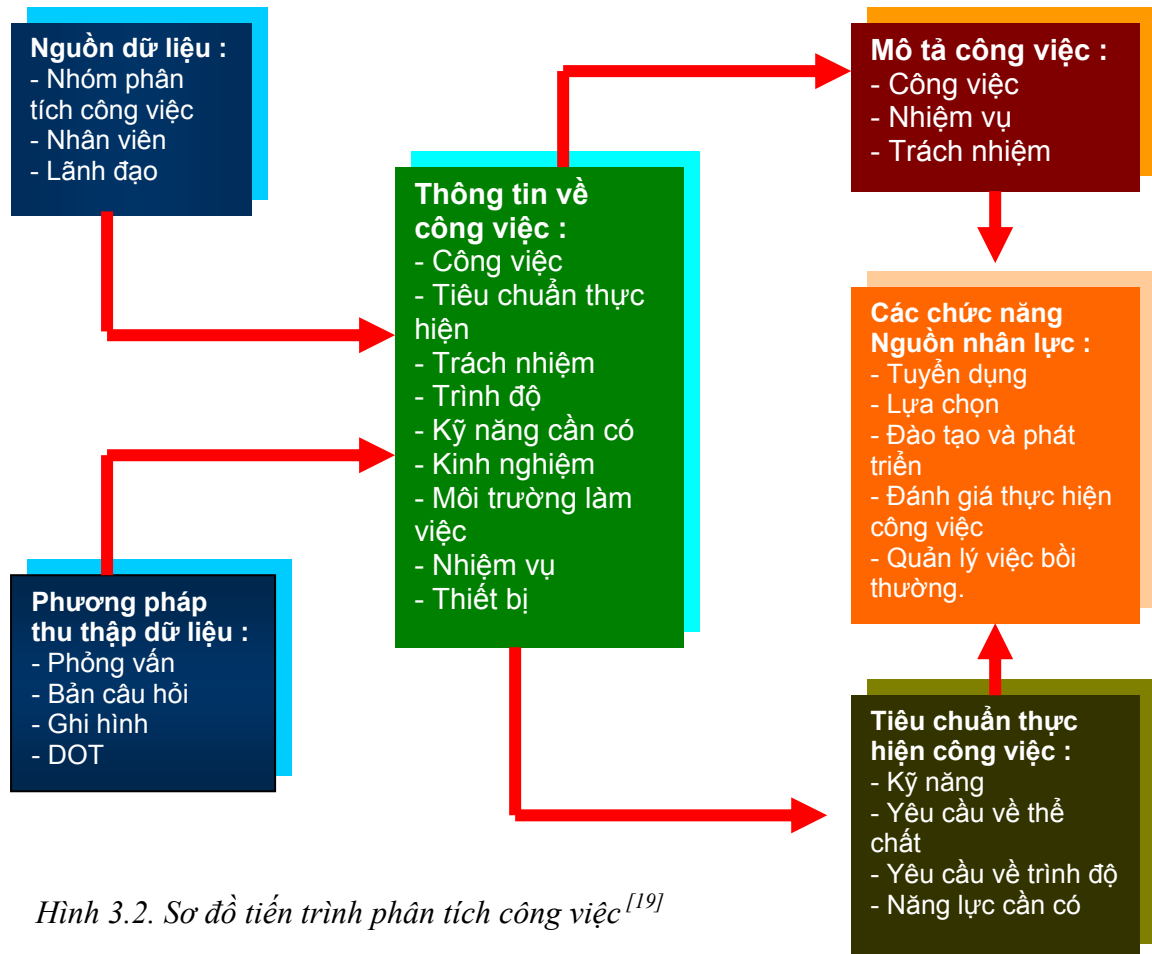 Nguồn dữ liệu :
- Nhóm phân
tích công việc
- Nhân viên
- Lãnh đạo
Phương pháp
thu thập dữ liệu :
- Phỏng vấn
- Bản câu hỏi
- Ghi hình
- DOT
Thông tin về
công việc :
- Công việc
- Tiêu chuẩn thực
hiện
- Trách nhiệm
- Trình độ
- Kỹ năng cần có
- Kinh nghiệm
- Môi trường làm
việc
- Nhiệm vụ
- Thiết bị
Mô tả công việc :
- Công việc
- Nhiệm vụ
- Trách nhiệm
Các chức năng
Nguồn nhân lực :
- Tuyển dụng
- Lựa chọn
- Đào tạo và phát
triển
- Đánh giá thực hiện
công việc
- Quản lý việc bồi
thường.
Tiêu chuẩn thực
hiện công việc :
- Kỹ năng
- Yêu cầu về thể
chất
- Yêu cầu về trình độ
- Năng lực cần có
Hình 3.2. Sơ đồ tiến trình phân tích công việc [19]